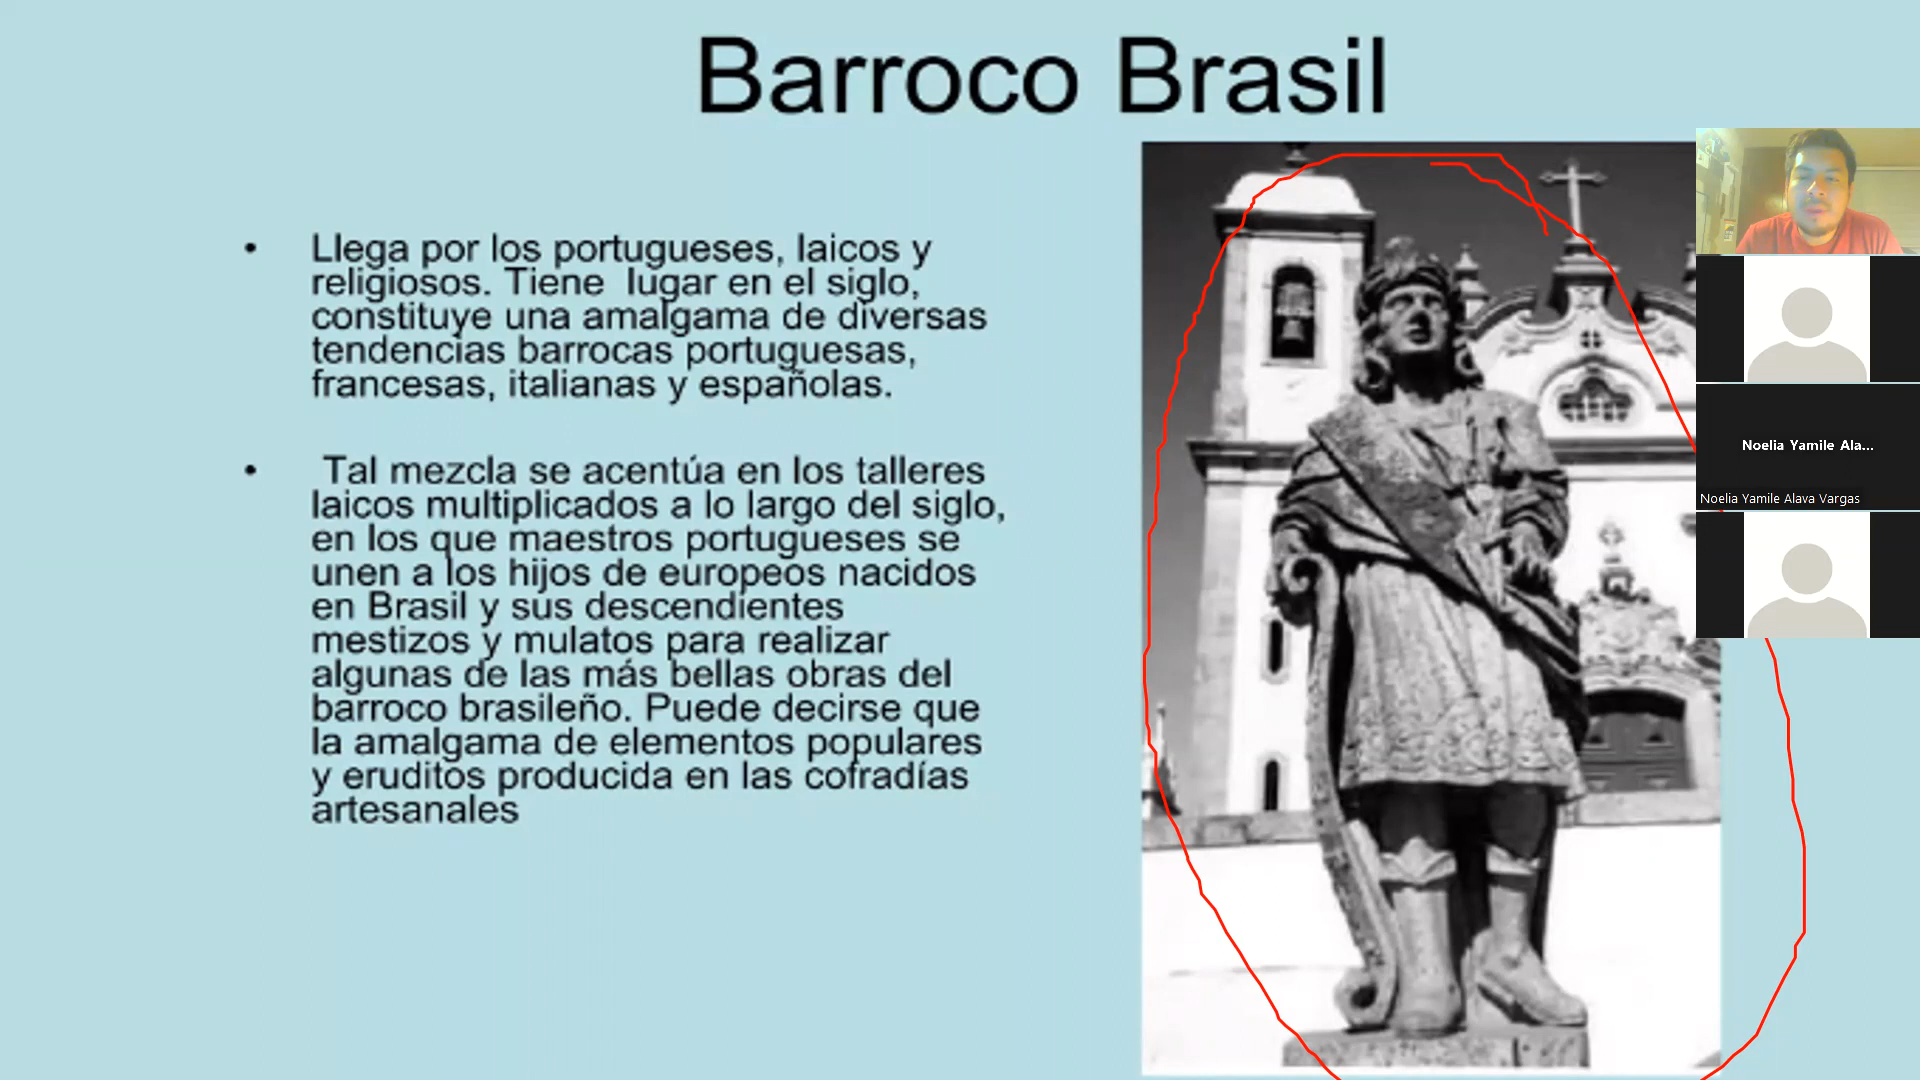 Barroco Brasil
• Llega por los portugueses, laicos y
religiosos. Tiene lugar en el siglo,
constituye una amalgama de diversas
tendencias barrocas portuguesas,
francesas, italianas y españolas.
• Tal mezcla se acentúa en los talleres
laicos multiplicados a lo largo del siglo,
en los que maestros portugueses se
unen a los hijos de europeos nacidos
en Brasil y sus descendientes
mestizos y mulatos para realizar
algunas de las más bellas obras del
barroco brasileño. Puede decirse que
la amalgama de elementos populares
y eruditos producida en las cofradías
artesanales
Noelia Yamile Ala...
Noelia Yamile Alava Vargas